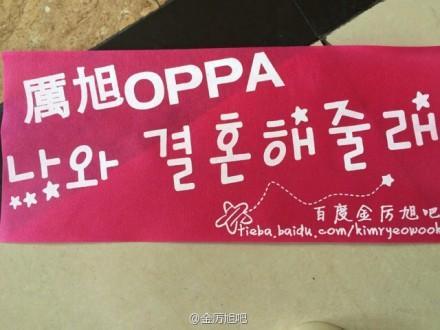 厲旭OPPA
나와 결혼해줄래
百度金厉旭吧
tieba.baidu.com/kimryeowook
@金厉旭吧